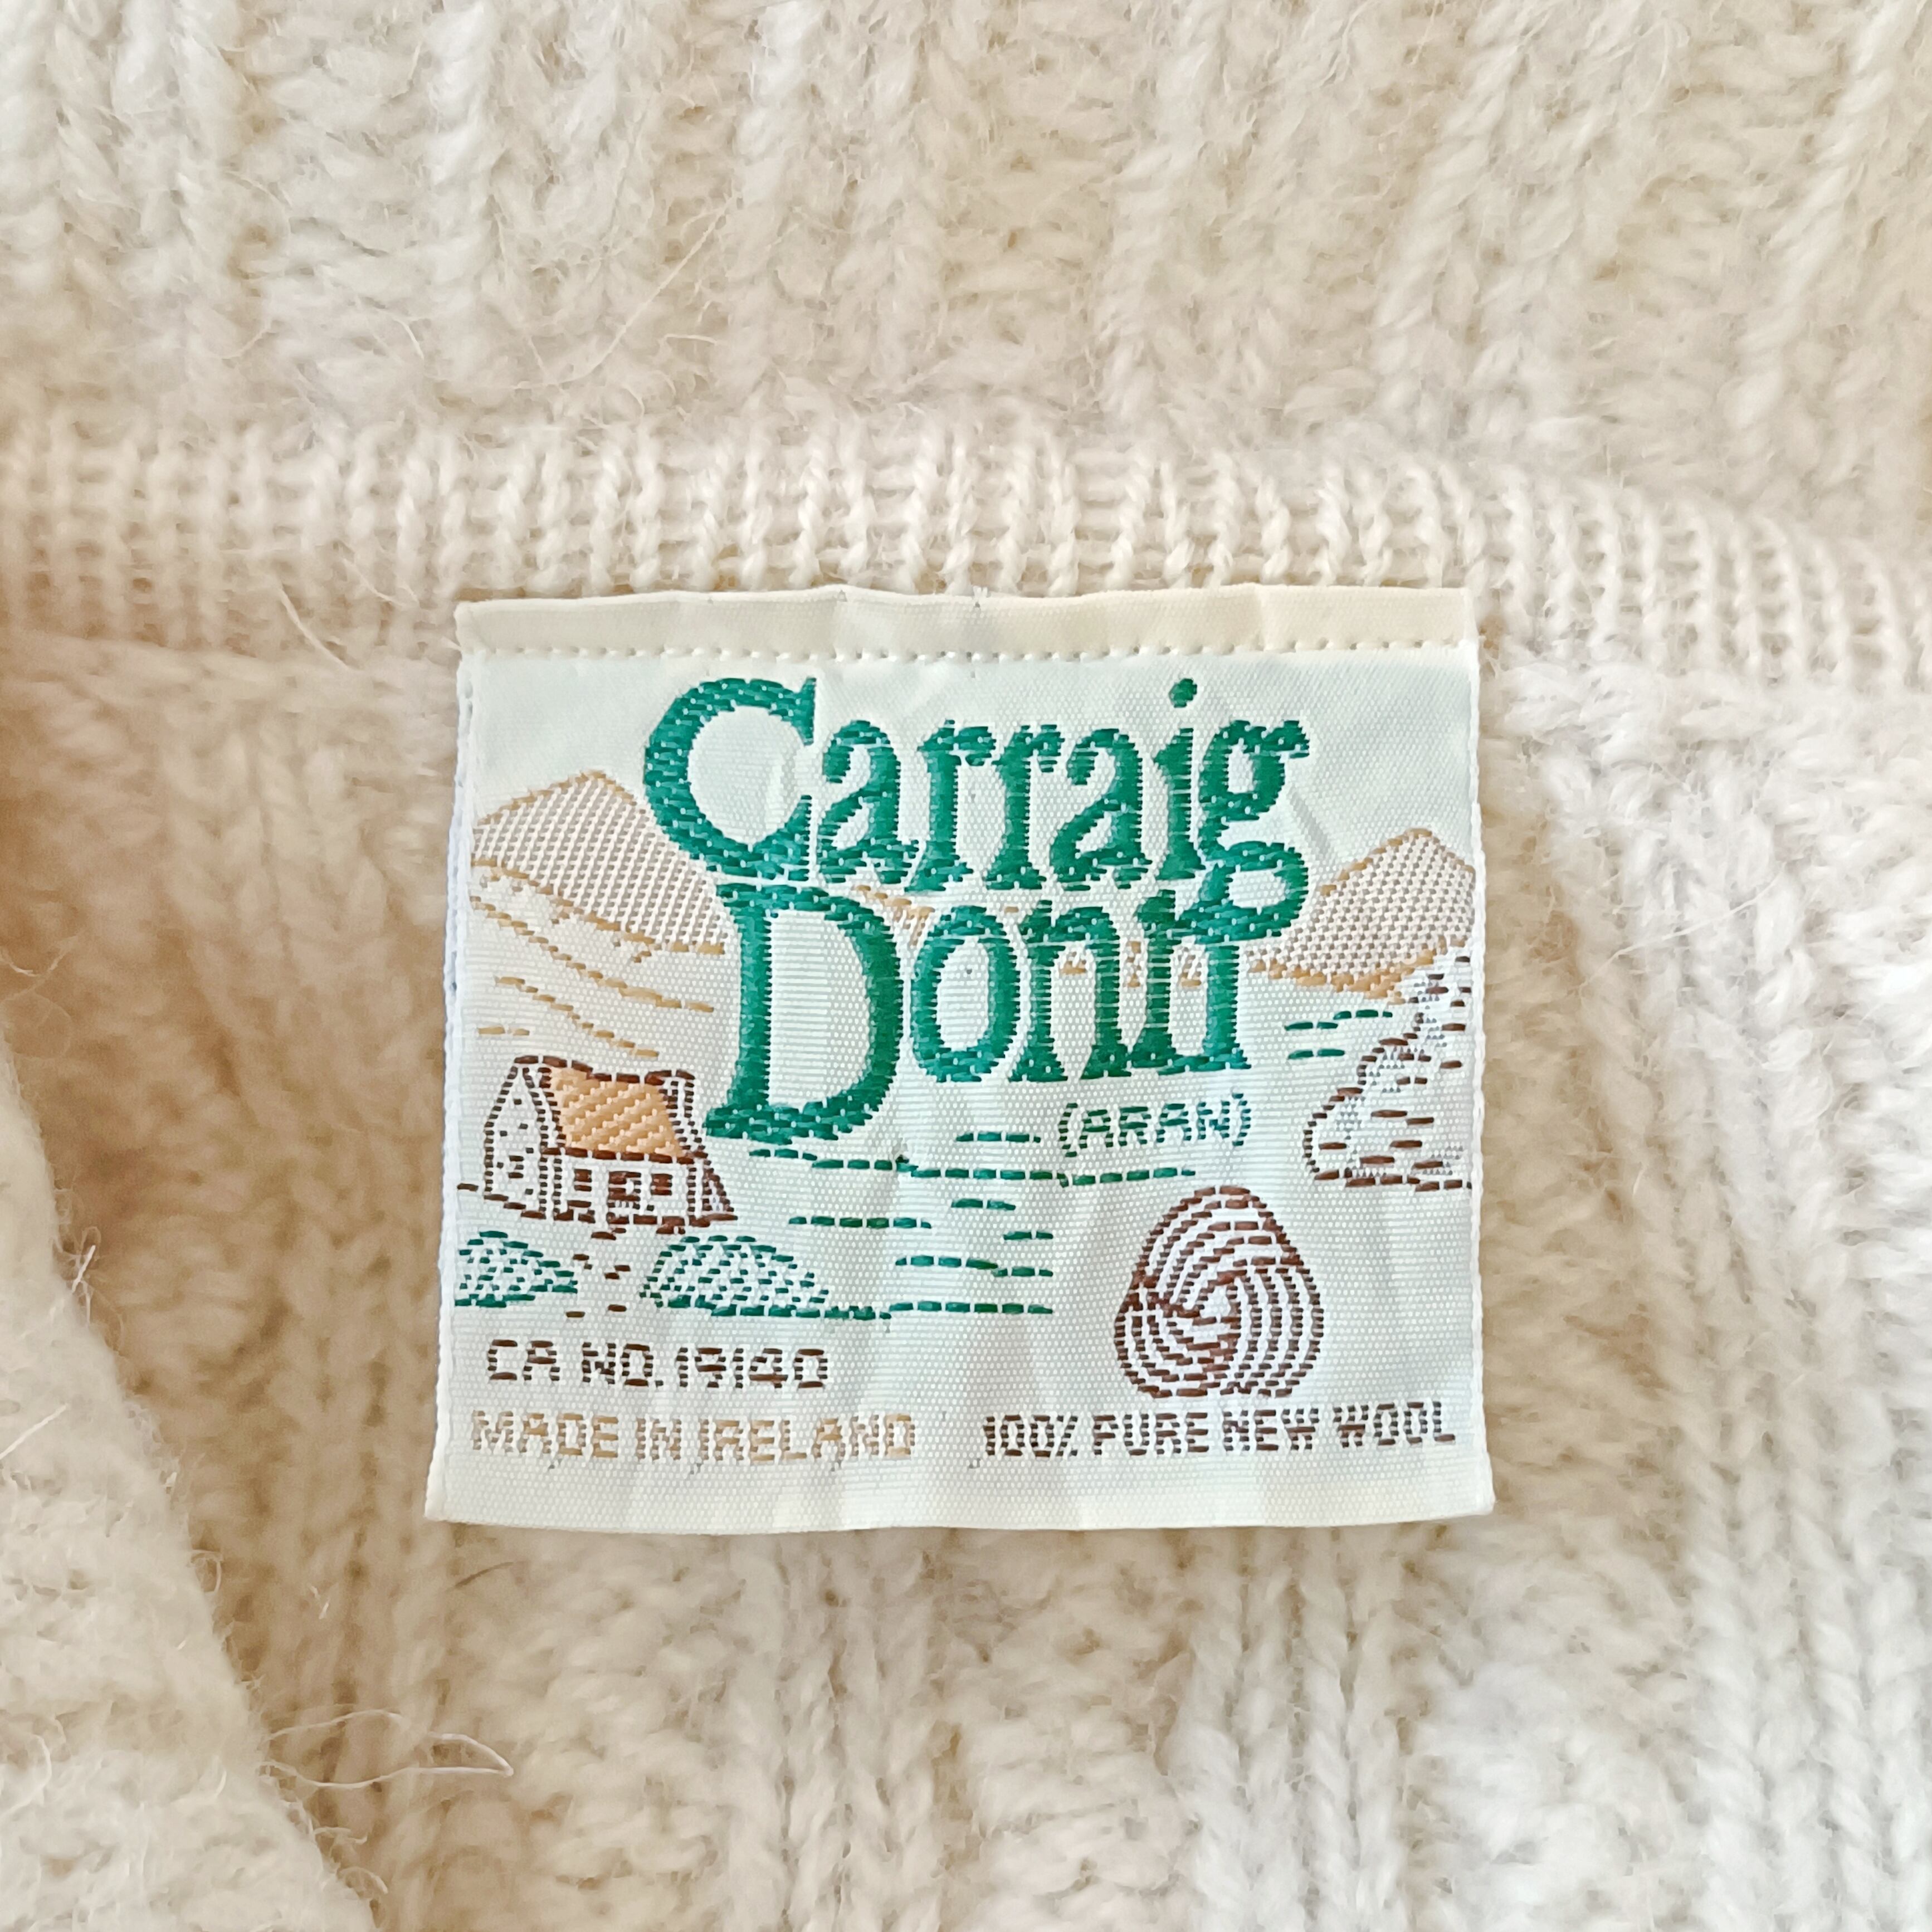 Carraig
Donn
(ARAN)
CA NO. 19140
MADE IN IRELAND
100% PURE NEW WOOL